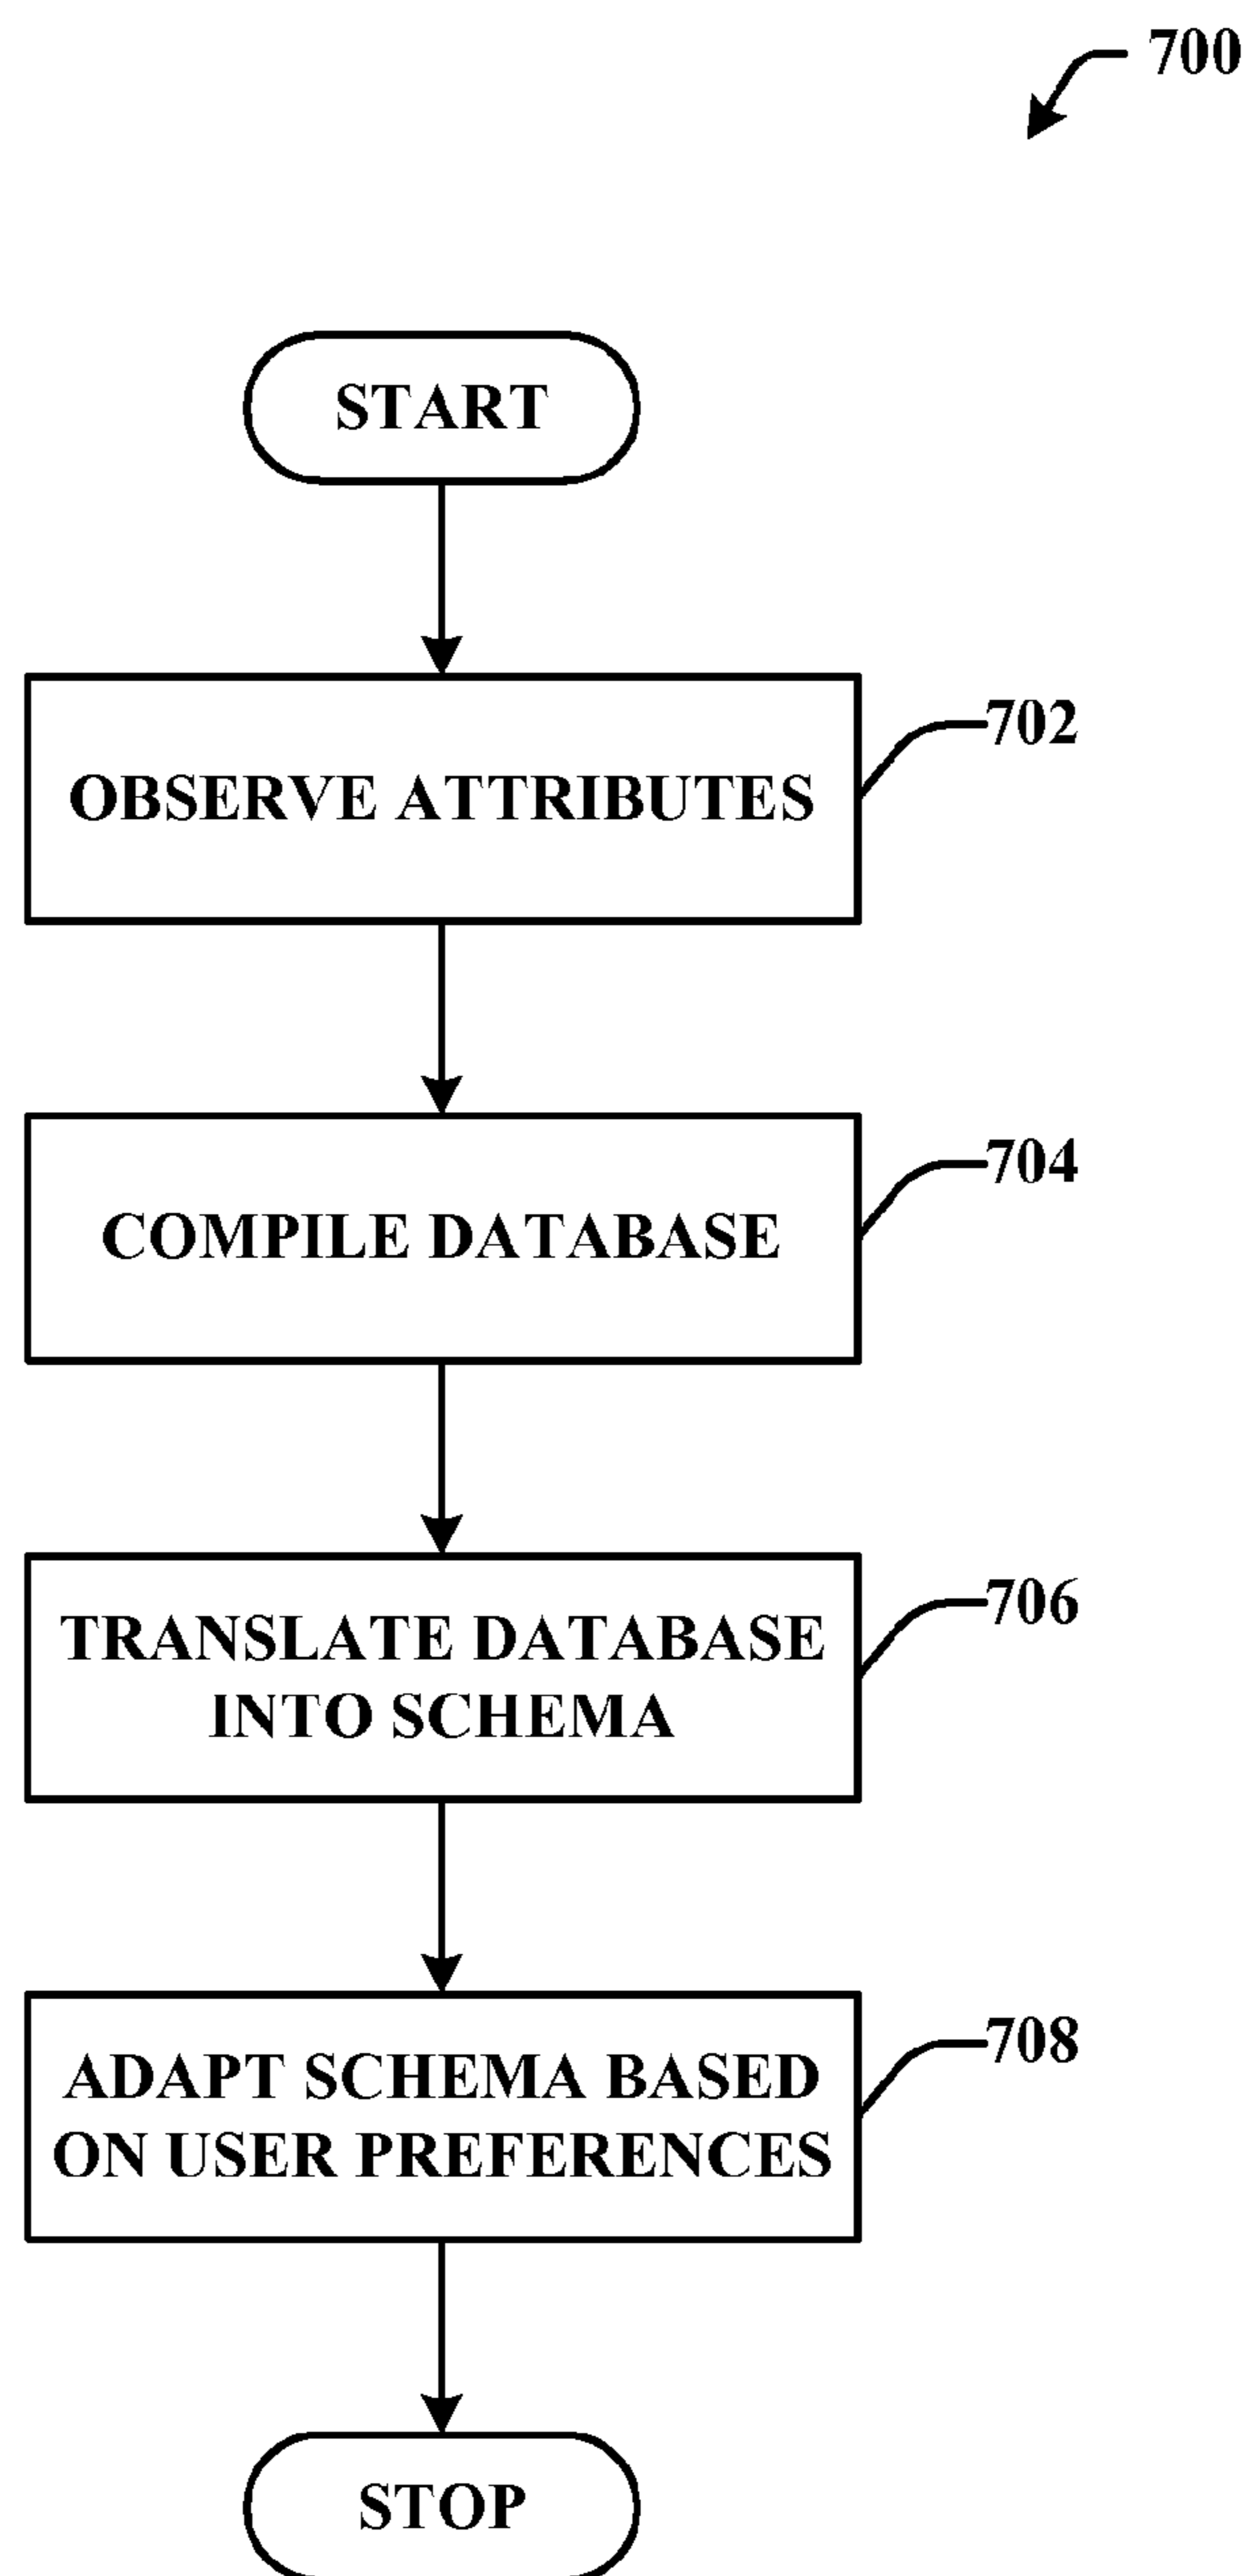 700
START
OBSERVE ATTRIBUTES
702
COMPILE DATABASE
704
TRANSLATE DATABASE
INTO SCHEMA
706
ADAPT SCHEMA BASED
ON USER PREFERENCES
708
STOP